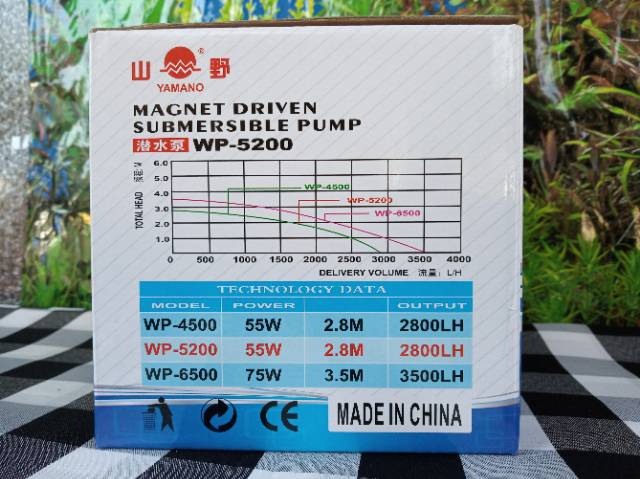 山 ® 野
YAMANO
MAGNET DRIVEN
SUBMERSIBLE PUMP
潜水泵 WP-5200
TOTAL HEAD 扬程: M
6.0
5.0
4.0
3.0
2.0
1.0
WP-4500
WP-5200
WP-6500
0 500 1000 1500 2000 2500 3000 3500 4000
DELIVERY VOLUME 流量: L/H
TECHNOLOGY DATA
MODEL POWER OUTPUT
WP-4500 55W 2.8M 2800LH
WP-5200 55W 2.8M 2800LH
WP-6500 75W 3.5M 3500LH
CE MADE IN CHINA